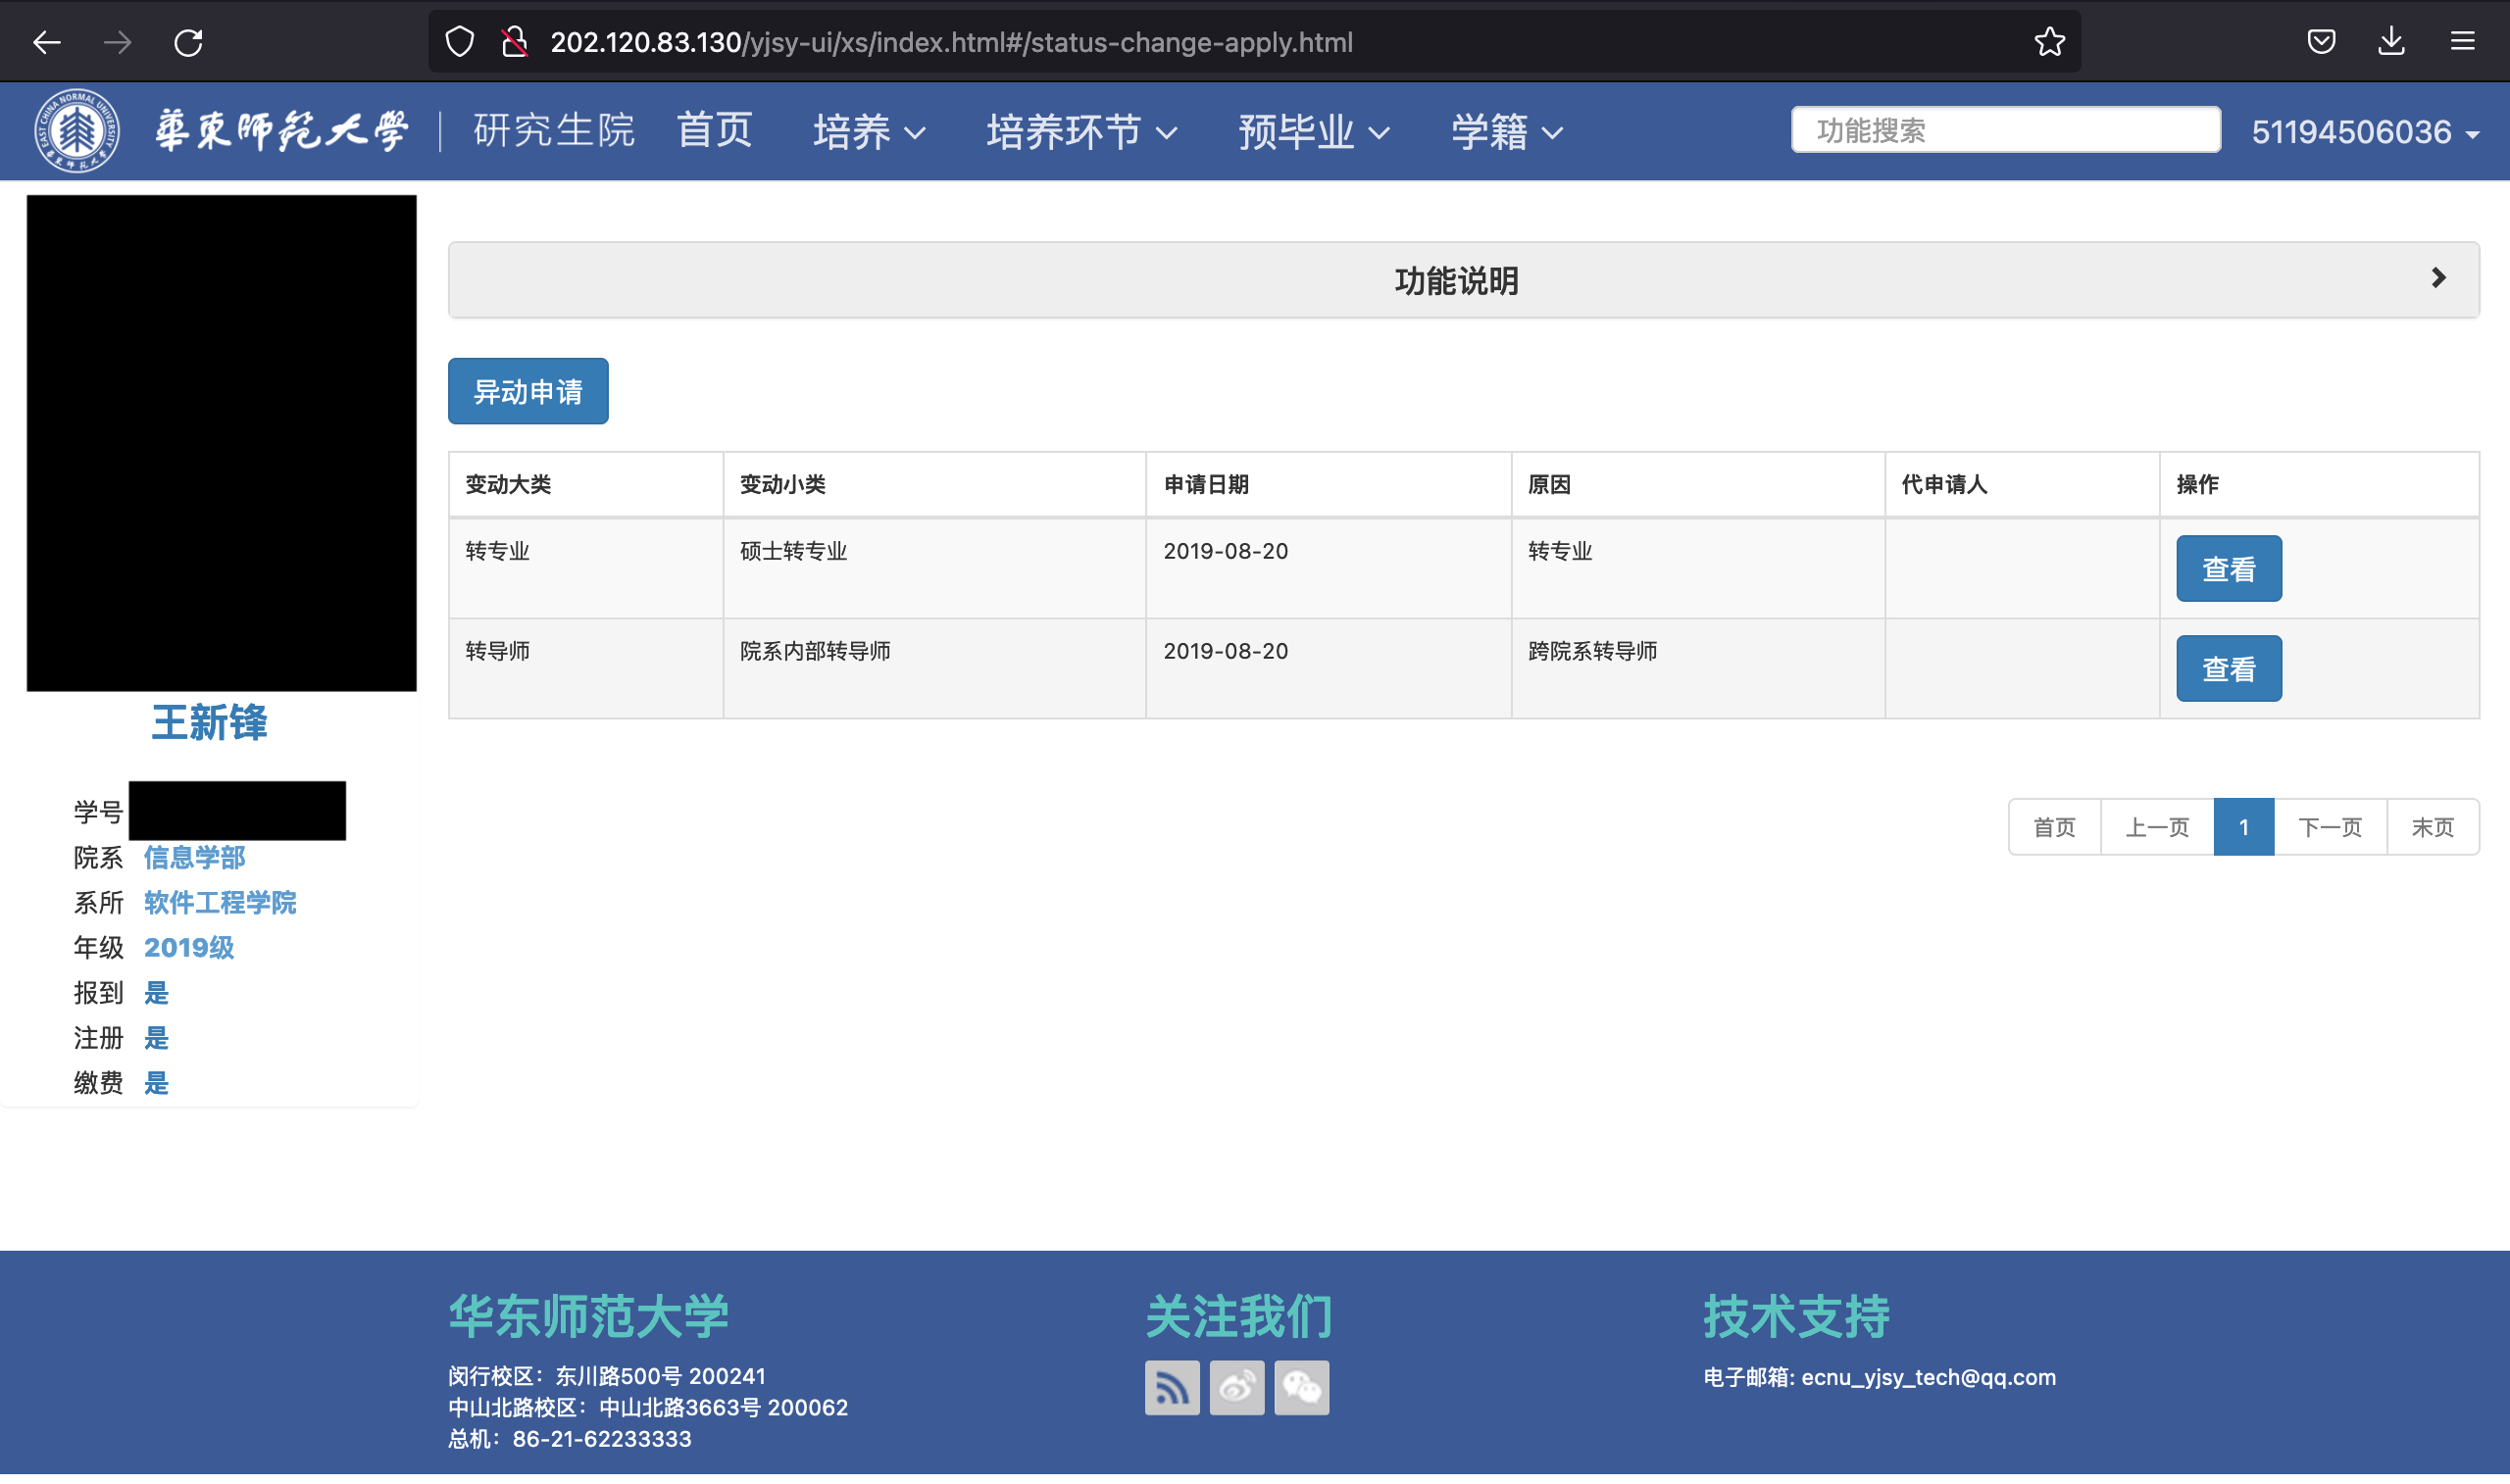 202.120.83.130/yjsy-ui/xs/index.html#/status-change-apply.html
EAST CHINA NORMAL UNIVERSITY
華東師範大學 研究生院 首页 培养 培养环节 预毕业 学籍 功能搜索 51194506036
功能说明
异动申请
变动大类 变动小类 申请日期 原因 代申请人 操作
转专业 硕士转专业 2019-08-20 转专业 查看
转导师 院系内部转导师 2019-08-20 跨院系转导师 查看
首页 上一页 1 下一页 末页
王新锋
学号
院系 信息学部
系所 软件工程学院
年级 2019级
报到 是
注册 是
缴费 是
华东师范大学
闵行校区：东川路500号 200241
中山北路校区：中山北路3663号 200062
总机：86-21-62233333
关注我们
技术支持
电子邮箱: ecnu_yjsy_tech@qq.com